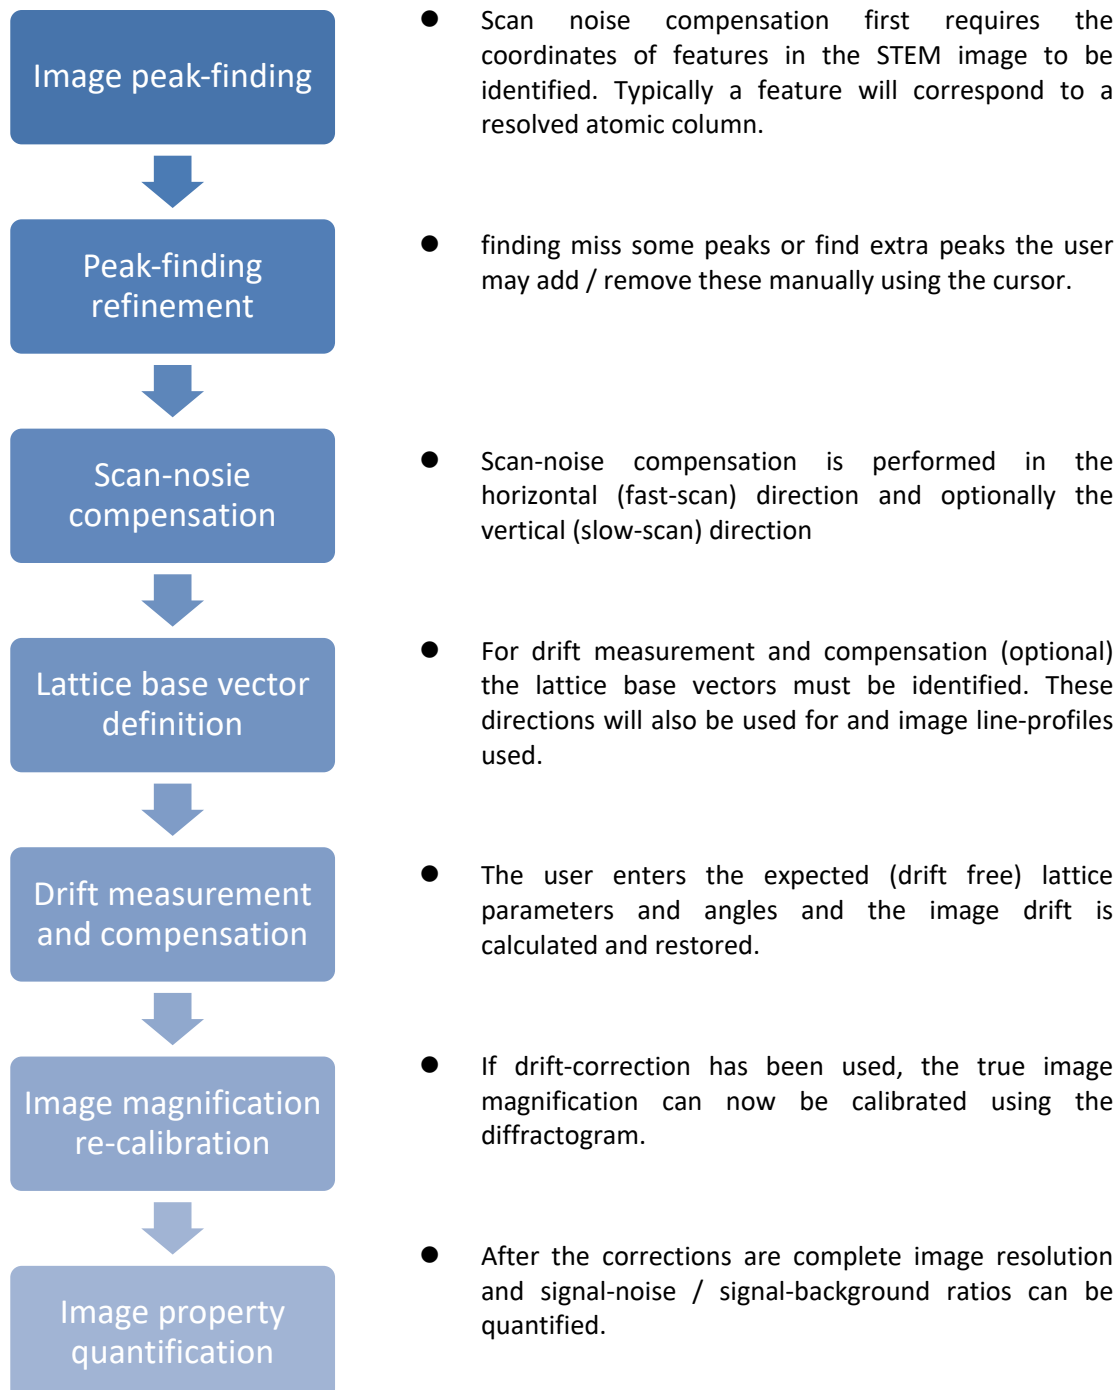 Image peak-finding
● Scan noise compensation first requires the
coordinates of features in the STEM image to be
identified. Typically a feature will correspond to a
resolved atomic column.
Peak-finding
refinement
● finding miss some peaks or find extra peaks the user
may add / remove these manually using the cursor.
Scan-nosie
compensation
● Scan-noise compensation is performed in the
horizontal (fast-scan) direction and optionally the
vertical (slow-scan) direction
Lattice base vector
definition
● For drift measurement and compensation (optional)
the lattice base vectors must be identified. These
directions will also be used for and image line-profiles
used.
Drift measurement
and compensation
● The user enters the expected (drift free) lattice
parameters and angles and the image drift is
calculated and restored.
Image magnification
re-calibration
● If drift-correction has been used, the true image
magnification can now be calibrated using the
diffractogram.
Image property
quantification
● After the corrections are complete image resolution
and signal-noise / signal-background ratios can be
quantified.